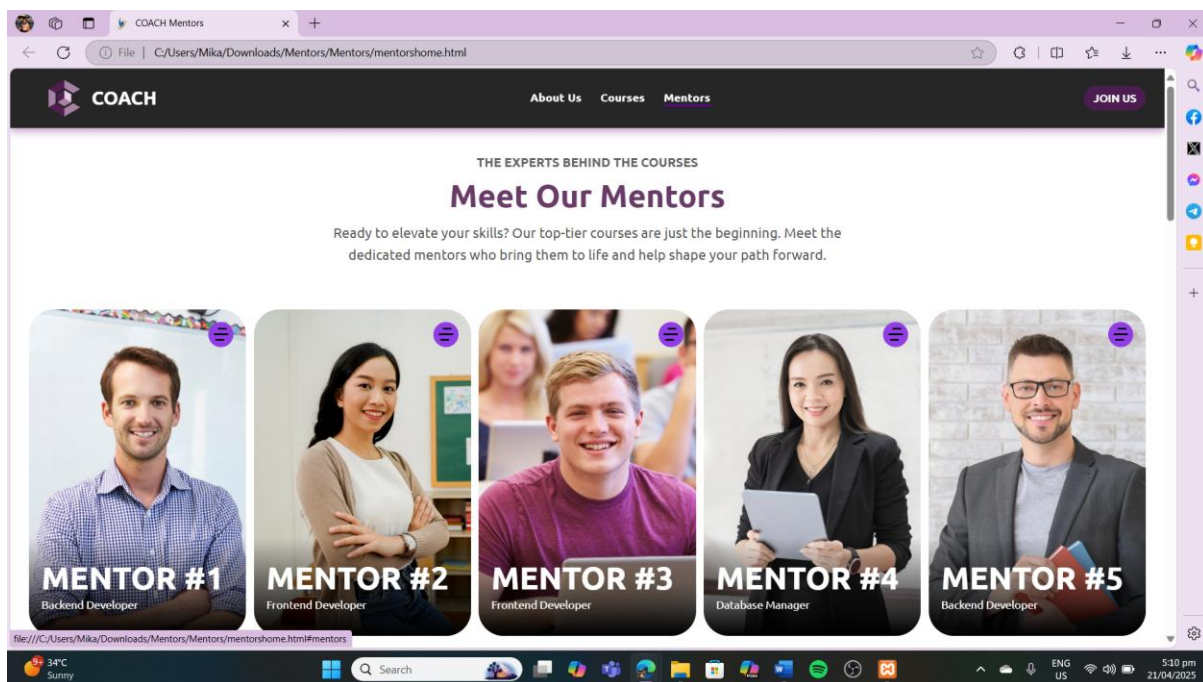 COACH Mentors
File | C:/Users/Mika/Downloads/Mentors/Mentors/mentorshome.html
COACH
About Us Courses Mentors
JOIN US
THE EXPERTS BEHIND THE COURSES
Meet Our Mentors
Ready to elevate your skills? Our top-tier courses are just the beginning. Meet the
dedicated mentors who bring them to life and help shape your path forward.
MENTOR #1
Backend Developer
MENTOR #2
Frontend Developer
MENTOR #3
Frontend Developer
MENTOR #4
Database Manager
MENTOR #5
Backend Developer
file:///C:/Users/Mika/Downloads/Mentors/Mentors/mentorshome.html#mentors
9+
34°C
Sunny
Search
ENG
US
5:10 pm
21/04/2025